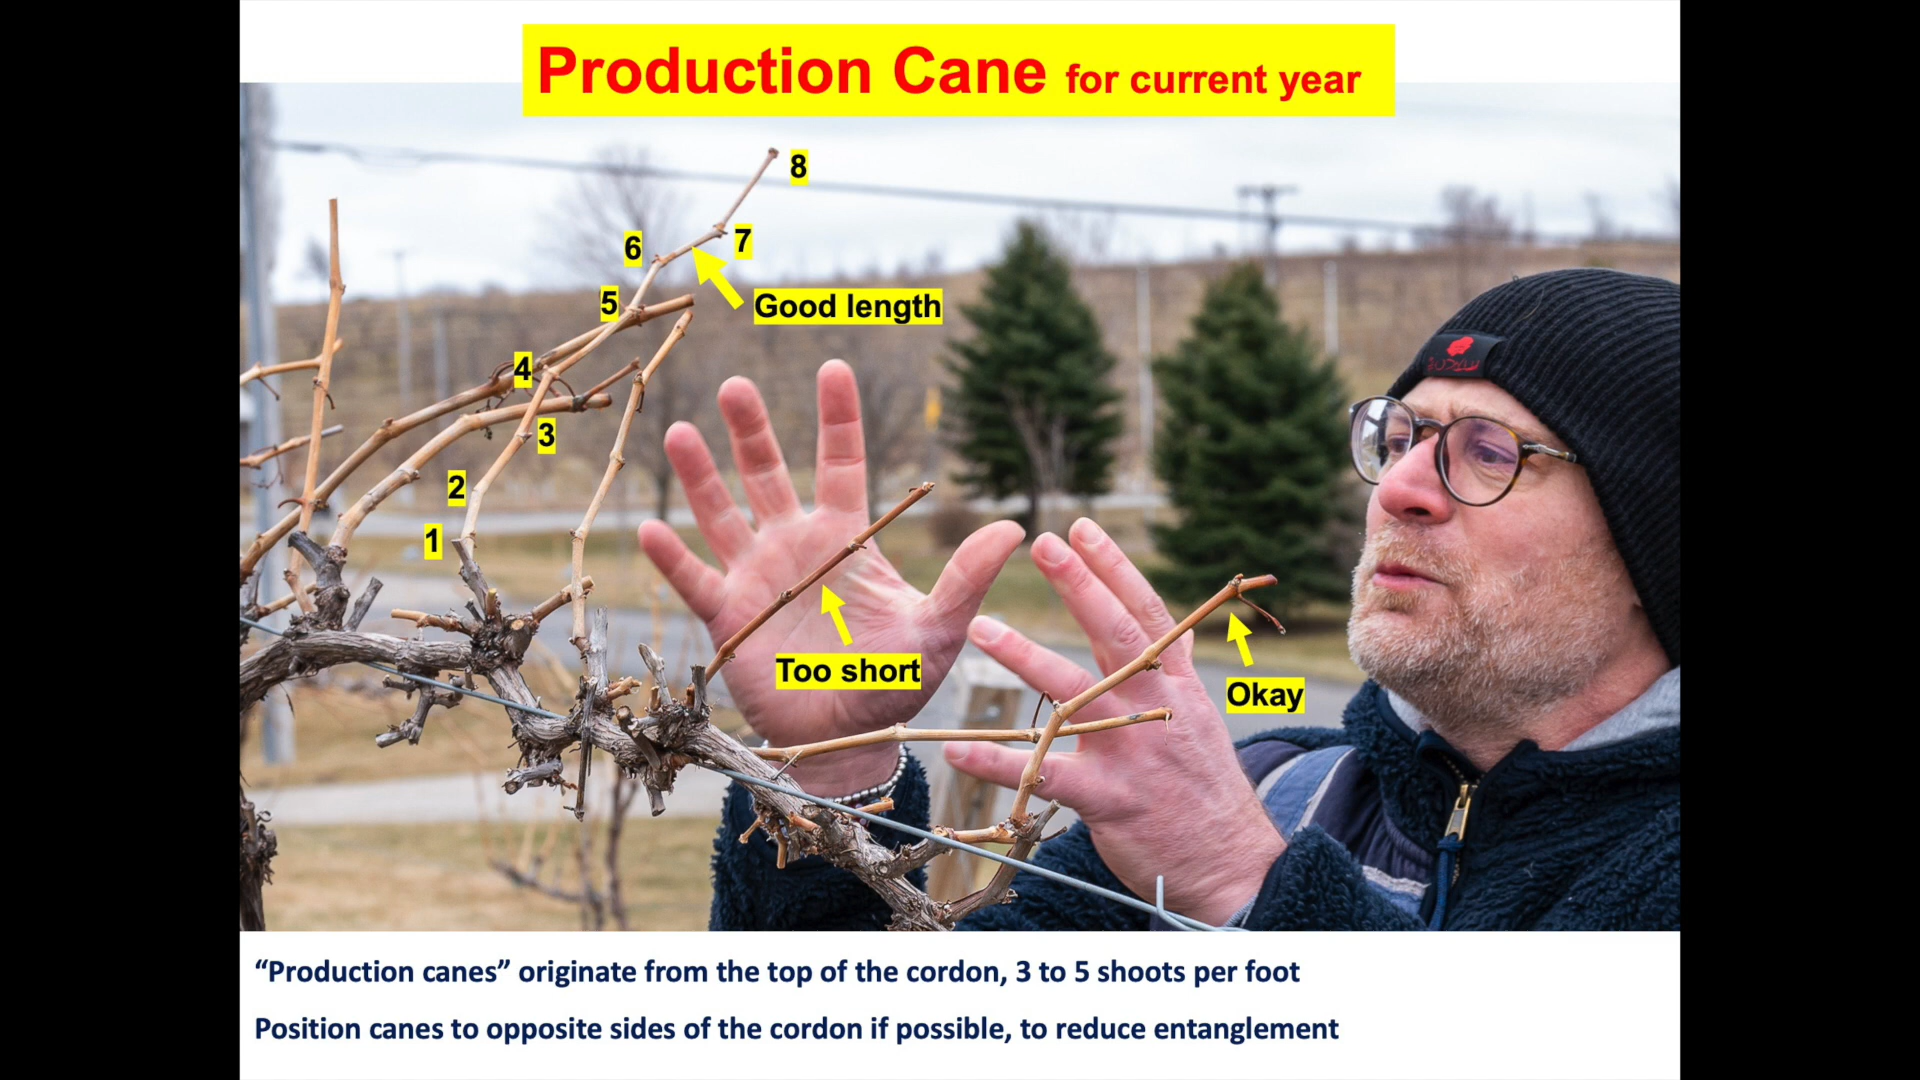 Production Cane for current year
8
6
7
5
Good length
4
3
2
1
Too short
Okay
“Production canes” originate from the top of the cordon, 3 to 5 shoots per foot
Position canes to opposite sides of the cordon if possible, to reduce entanglement